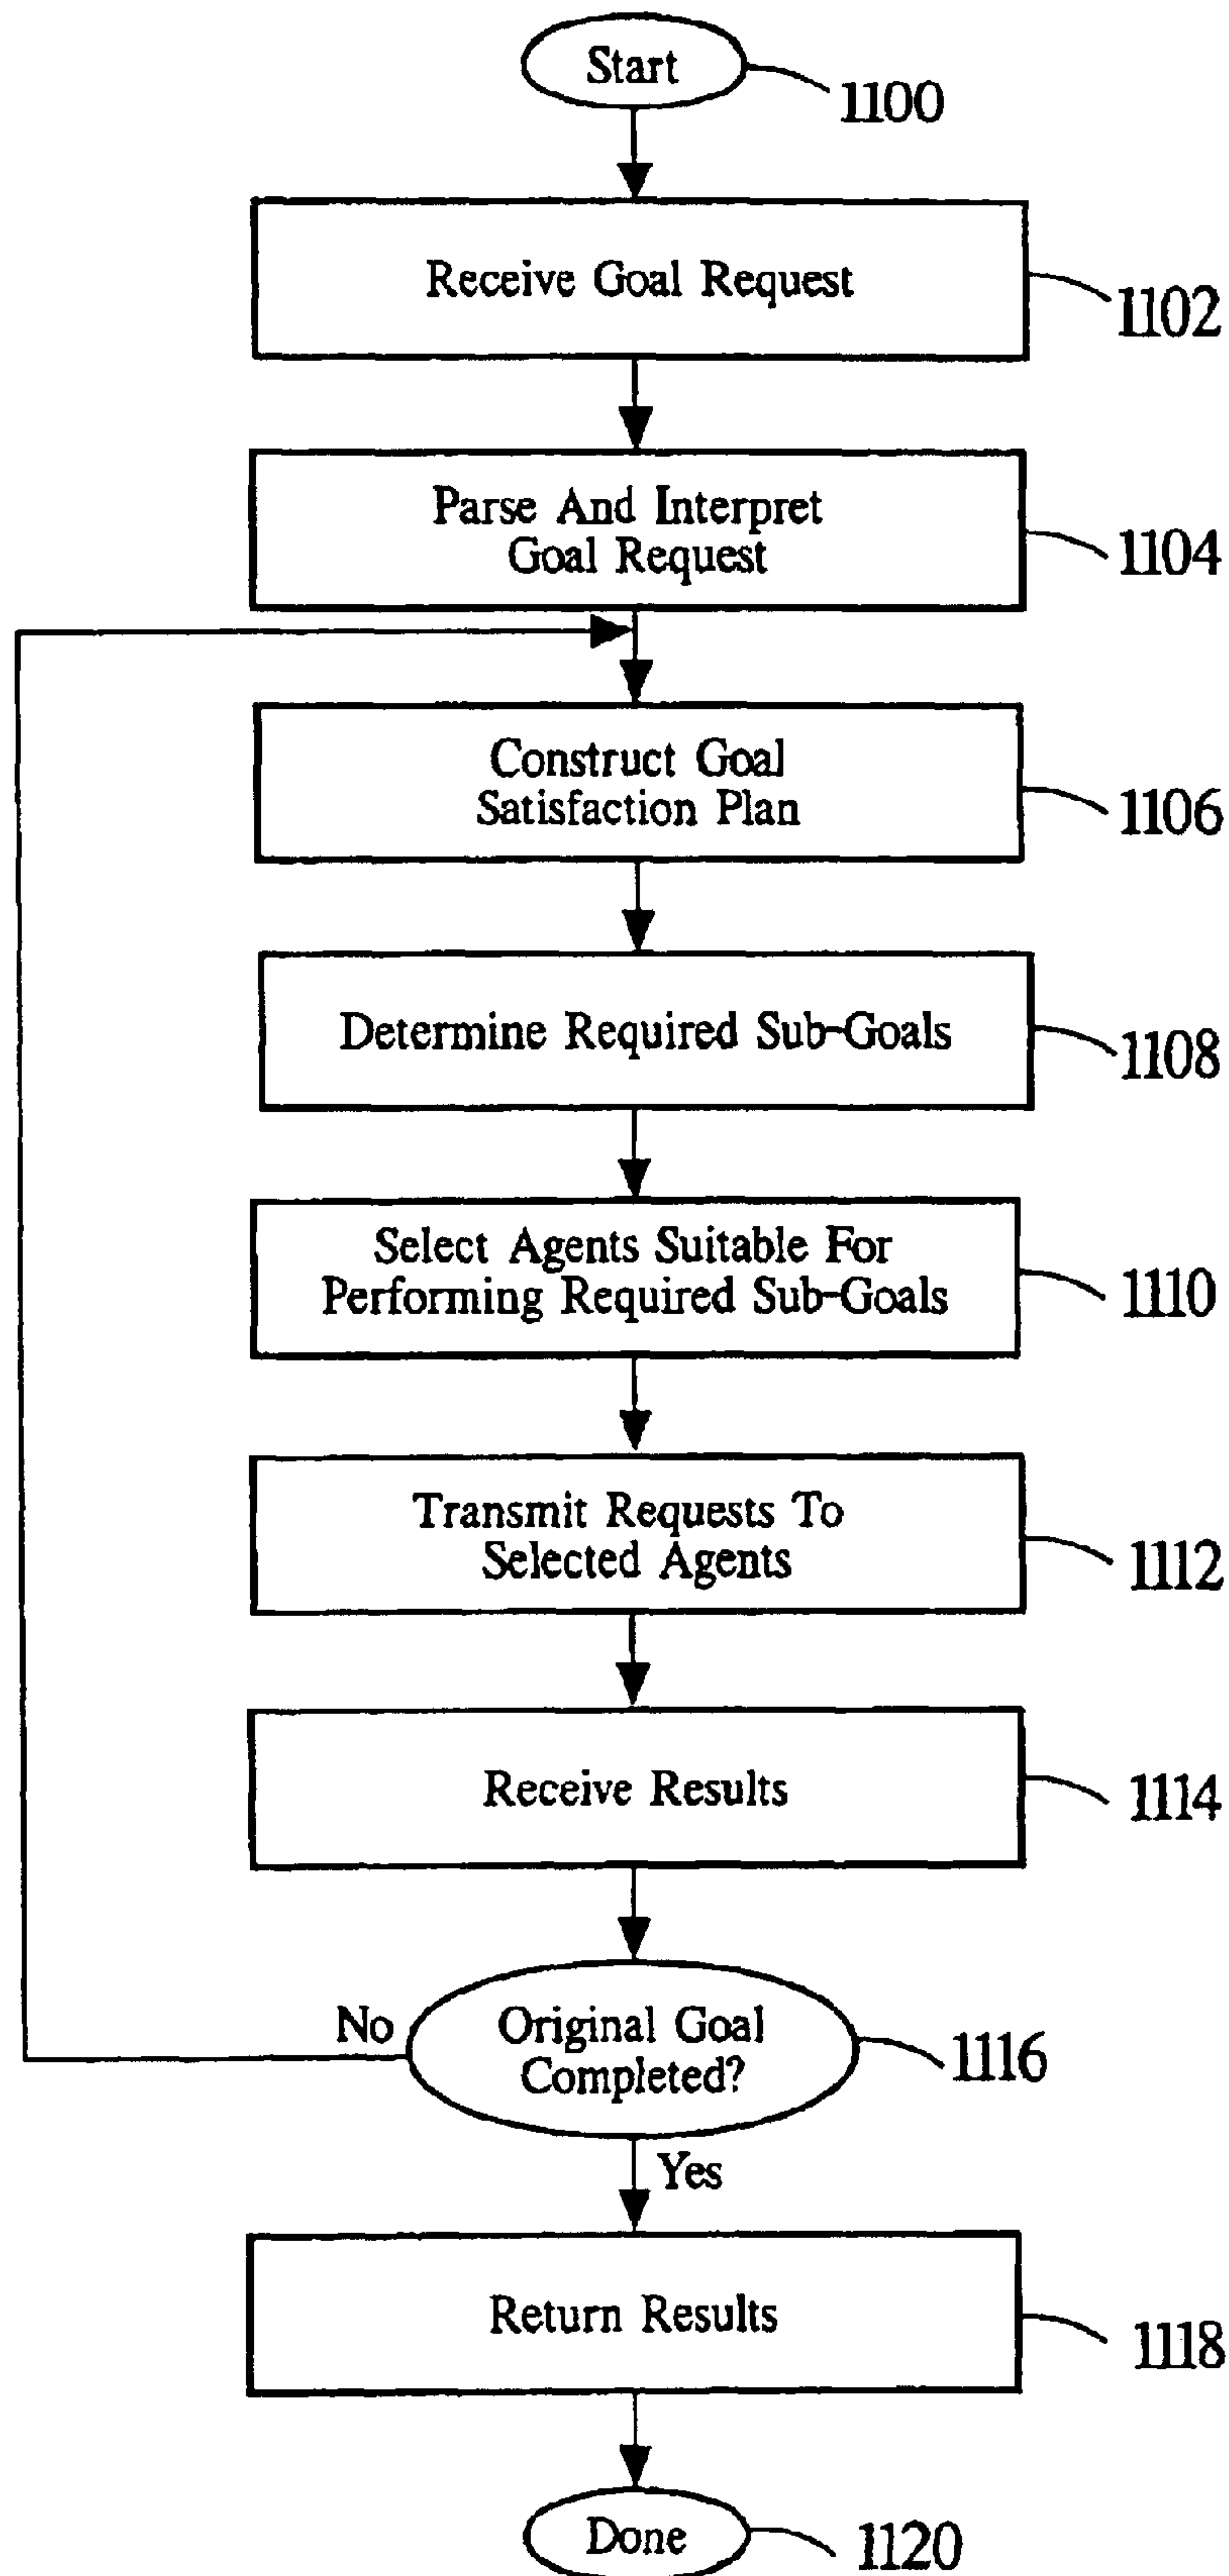 Start
1100
Receive Goal Request
1102
Parse And Interpret
Goal Request
1104
Construct Goal
Satisfaction Plan
1106
Determine Required Sub-Goals
1108
Select Agents Suitable For
Performing Required Sub-Goals
1110
Transmit Requests To
Selected Agents
1112
Receive Results
1114
No
Original Goal
Completed?
1116
Yes
Return Results
1118
Done
1120